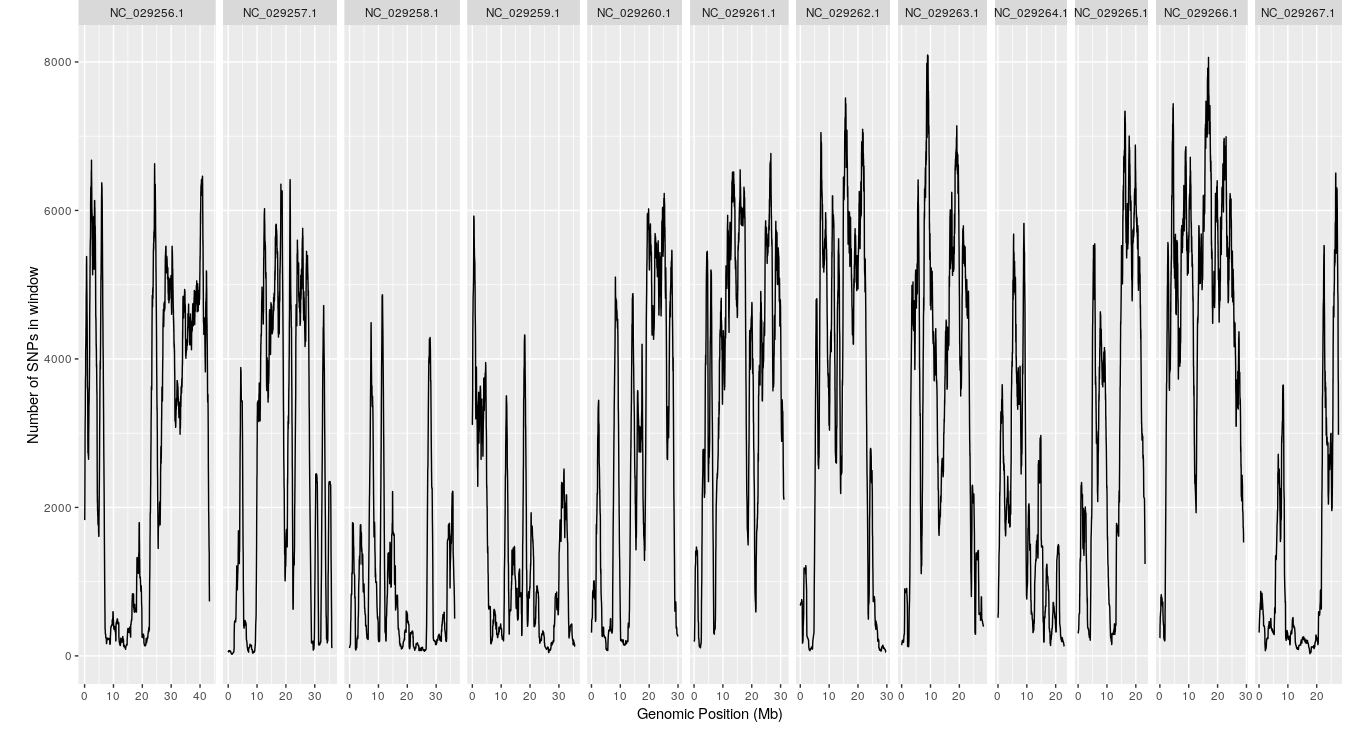 NC_029256.1 NC_029257.1 NC_029258.1 NC_029259.1 NC_029260.1 NC_029261.1 NC_029262.1 NC_029263.1 NC_029264.1 NC_029265.1 NC_029266.1 NC_029267.1
8000
6000
4000
2000
0
Number of SNPs in window
0 10 20 30 40 0 10 20 30 0 10 20 30 0 10 20 30 0 10 20 30 0 10 20 30 0 10 20 30 0 10 20 0 10 20 0 10 20 0 10 20 30 0 10 20
Genomic Position (Mb)